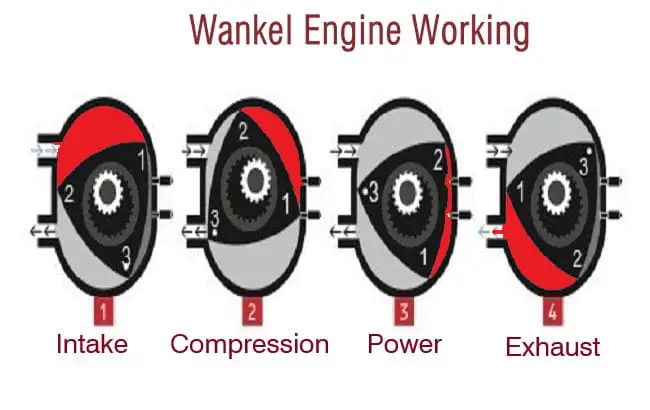 Wankel Engine Working
1 2 3
2 1 3
2 3 1
3 1 2
1 2 3 4
Intake Compression Power Exhaust